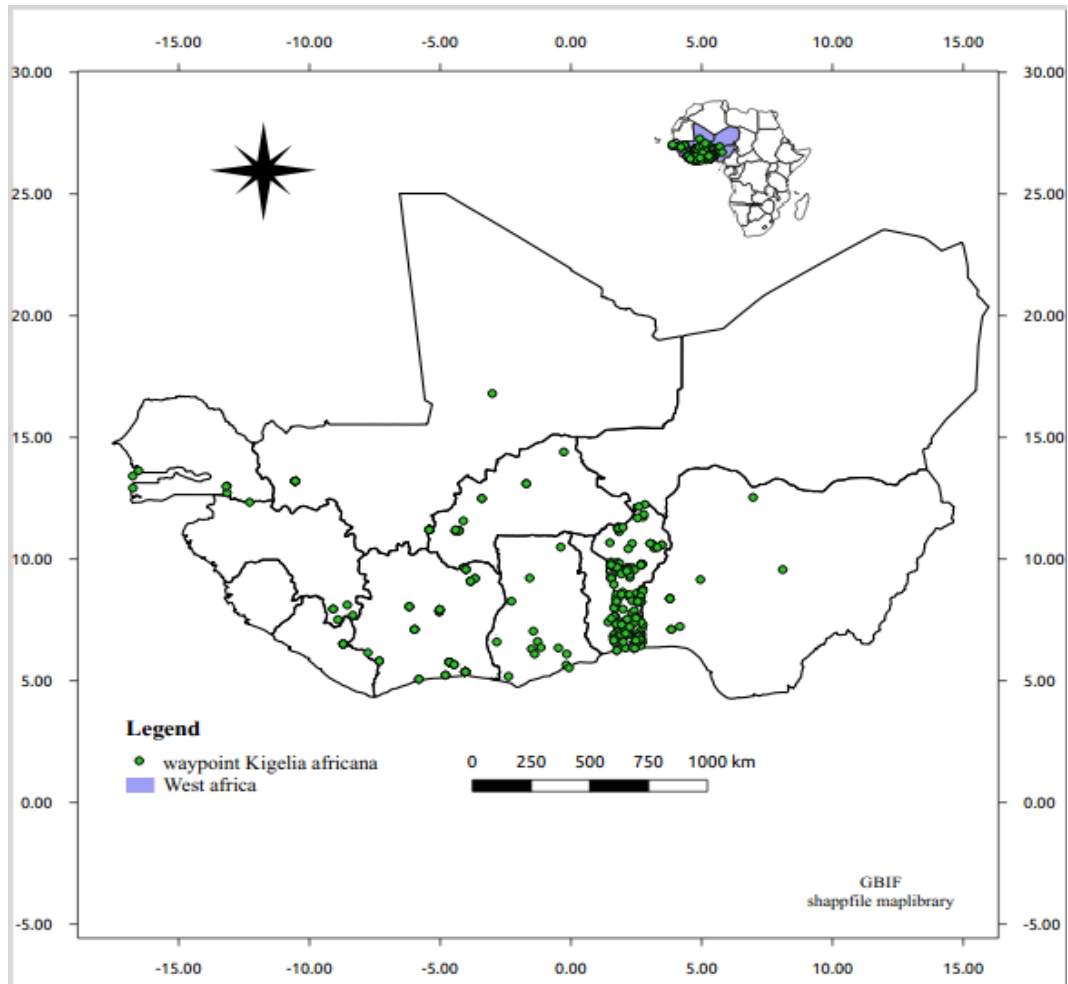 -15.00 -10.00 -5.00 0.00 5.00 10.00 15.00
30.00 30.00
25.00 25.00
20.00 20.00
15.00 15.00
10.00 10.00
5.00 5.00
Legend
waypoint Kigelia africana
West africa
0 250 500 750 1000 km
0.00 0.00
GBIF
shappfile maplibrary
-5.00 -5.00
-15.00 -10.00 -5.00 0.00 5.00 10.00 15.00